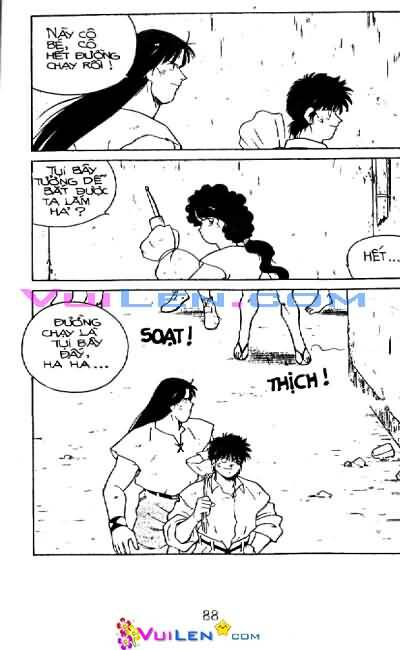 NÀY CÔ
BÉ, CÔ
HẾT ĐƯỜNG
CHẠY RỒI!
TỤI BÂY
TƯỞNG DỄ
BẮT ĐƯỢC
TA LẮM
HẢ?
HẾT...
VUILEN.COM
ĐƯỜNG
CHẠY LÀ
TỤI BÂY
ĐẤY,
HA HA...
SOẠT!
THỊCH!
88
VUILEN.COM